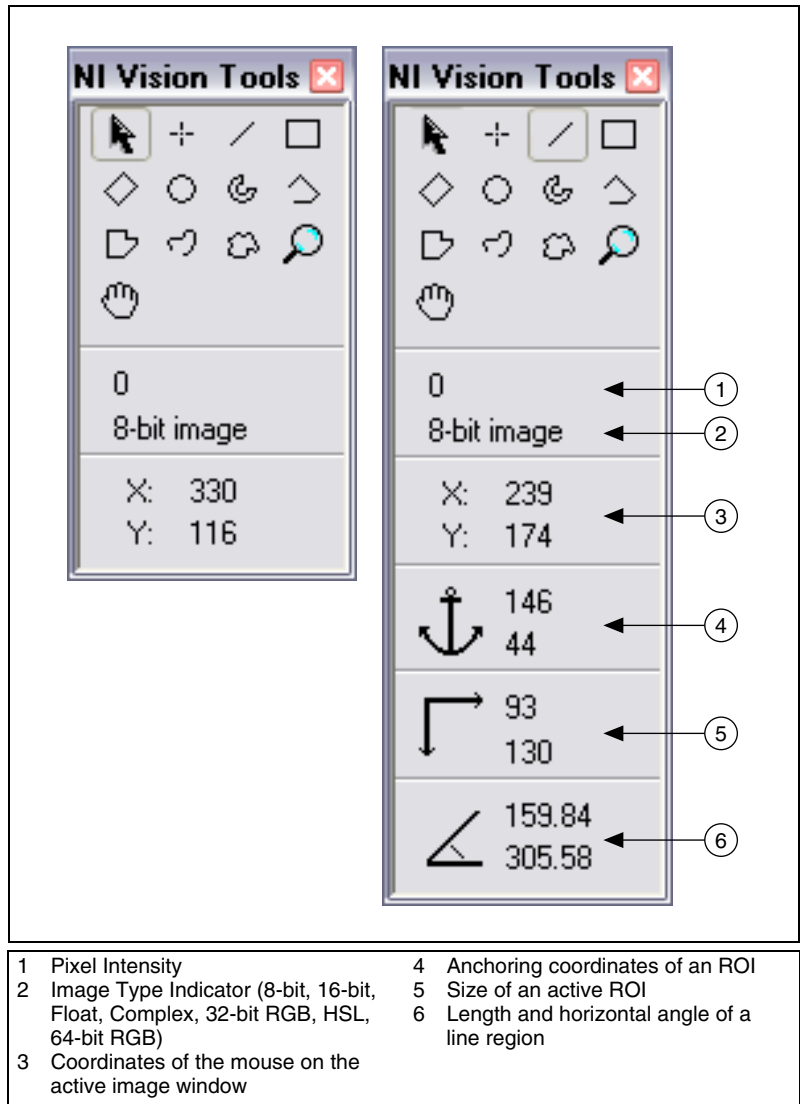 NI Vision Tools
0
8-bit image
X: 330
Y: 116
NI Vision Tools
0
8-bit image
X: 239
Y: 174
146
44
93
130
159.84
305.58
1
2
3
4
5
6
1 Pixel Intensity
2 Image Type Indicator (8-bit, 16-bit,
Float, Complex, 32-bit RGB, HSL,
64-bit RGB)
3 Coordinates of the mouse on the
active image window
4 Anchoring coordinates of an ROI
5 Size of an active ROI
6 Length and horizontal angle of a
line region